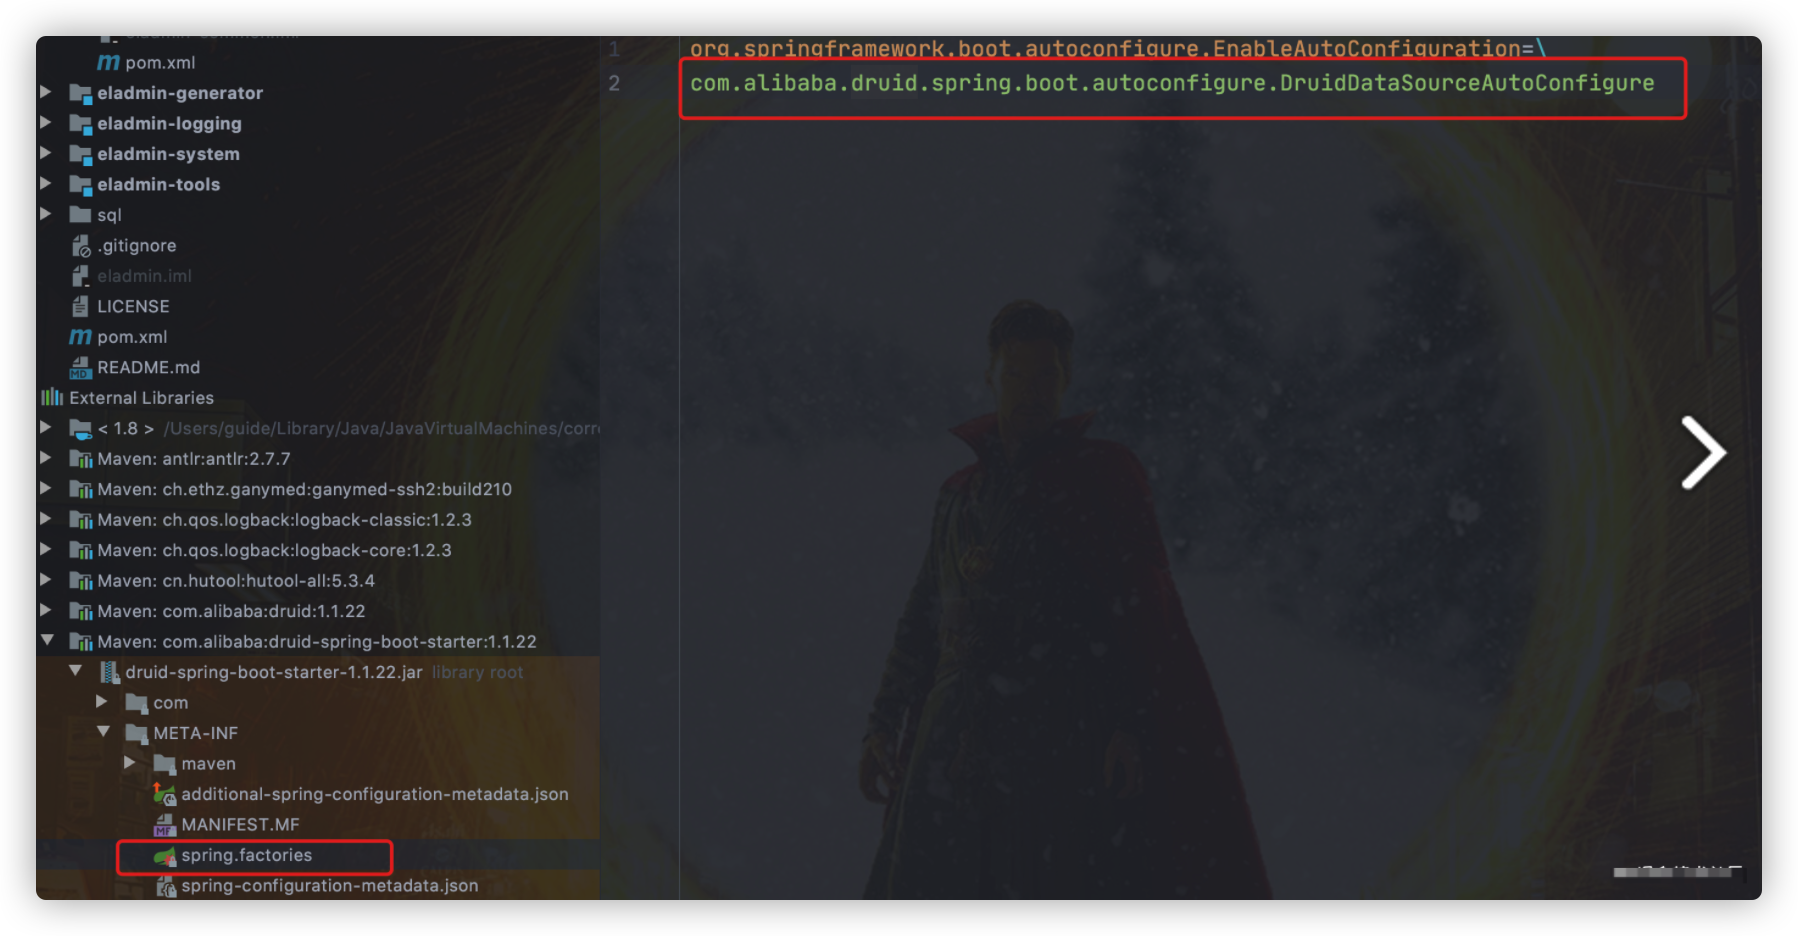 pom.xml
eladmin-generator
eladmin-logging
eladmin-system
eladmin-tools
sql
.gitignore
eladmin.iml
LICENSE
pom.xml
README.md
External Libraries
< 1.8 > /Users/guide/Library/Java/JavaVirtualMachines/corr
Maven: antlr:antlr:2.7.7
Maven: ch.ethz.ganymed:ganymed-ssh2:build210
Maven: ch.qos.logback:logback-classic:1.2.3
Maven: ch.qos.logback:logback-core:1.2.3
Maven: cn.hutool:hutool-all:5.3.4
Maven: com.alibaba:druid:1.1.22
Maven: com.alibaba:druid-spring-boot-starter:1.1.22
druid-spring-boot-starter-1.1.22.jar library root
com
META-INF
maven
additional-spring-configuration-metadata.json
MANIFEST.MF
spring.factories
spring-configuration-metadata.json
1 org.springframework.boot.autoconfigure.EnableAutoConfiguration=\
2 com.alibaba.druid.spring.boot.autoconfigure.DruidDataSourceAutoConfigure